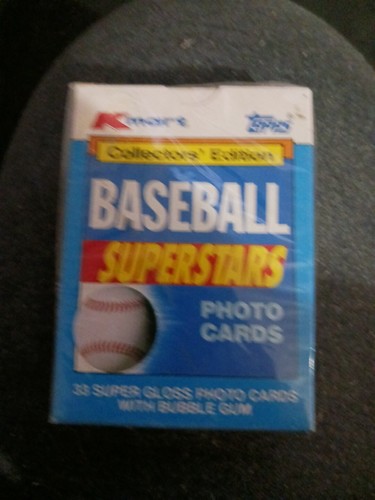 Kmart Topps
Collectors' Edition
BASEBALL
SUPERSTARS
PHOTO
CARDS
33 SUPER GLOSS PHOTO CARDS
WITH BUBBLE GUM